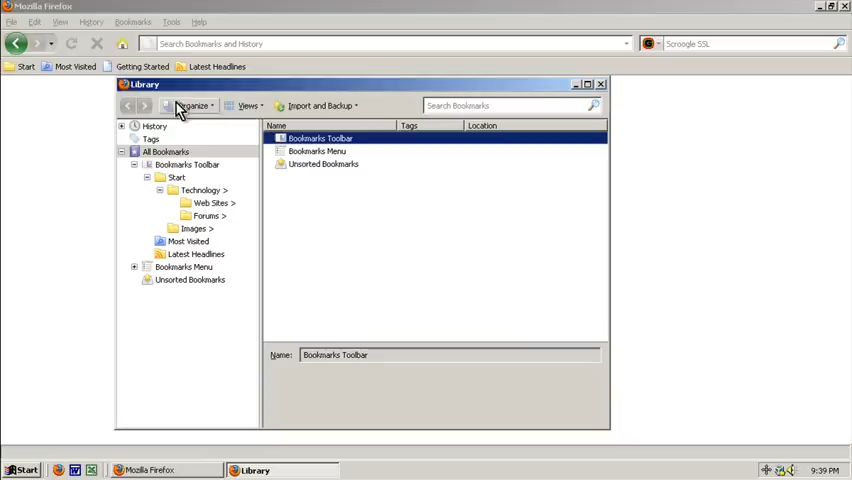 Mozilla Firefox
File Edit View History Bookmarks Tools Help
Search Bookmarks and History
G Scroogle SSL
Start Most Visited Getting Started Latest Headlines
Library
Organize Views Import and Backup Search Bookmarks
Name Tags Location
History
Tags
All Bookmarks
Bookmarks Toolbar
Start
Technology >
Web Sites >
Forums >
Images >
Most Visited
Latest Headlines
Bookmarks Menu
Unsorted Bookmarks
Bookmarks Toolbar
Bookmarks Menu
Unsorted Bookmarks
Name: Bookmarks Toolbar
Start Mozilla Firefox Library 9:39 PM